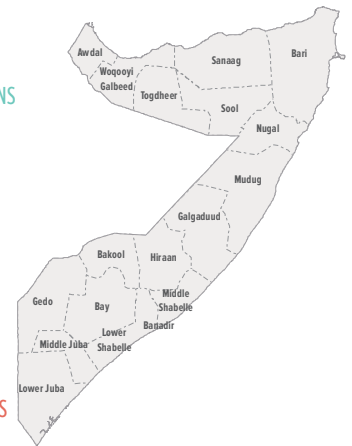 Awdal
Bari
Sanaag
Woqooyi
Galbeed
NS
Togdheer
Sool
Nugal
Mudug
Galgaduud
Bakool
Hiraan
Middle
Shabelle
Gedo
Bay
Banadir
Lower
Shabelle
Middle Juba
Lower Juba
S